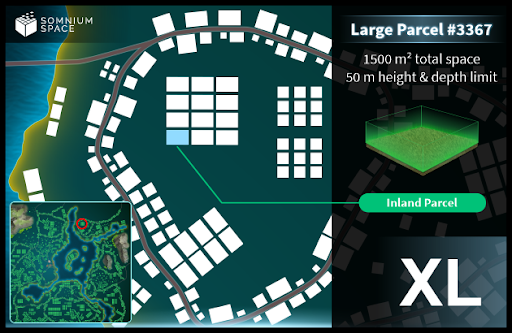 SOMNIUM
SPACE
Large Parcel #3367
1500 m² total space
50 m height & depth limit
Inland Parcel
XL